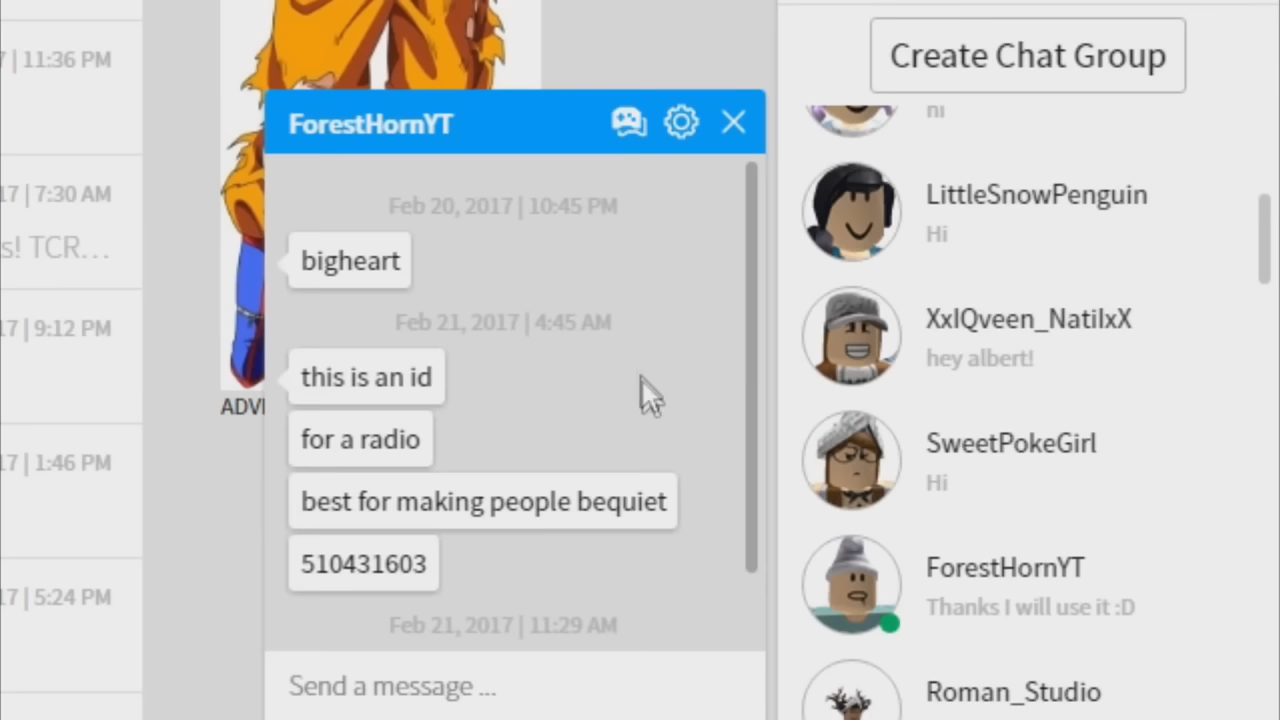 7 | 11:36 PM
17 | 7:30 AM
s! TCR...
17 | 9:12 PM
17 | 1:46 PM
17 | 5:24 PM
ADV
ForestHornYT
Feb 20, 2017 | 10:45 PM
bigheart
Feb 21, 2017 | 4:45 AM
this is an id
for a radio
best for making people bequiet
510431603
Feb 21, 2017 | 11:29 AM
Send a message ...
Create Chat Group
hi
LittleSnowPenguin
Hi
XxIQveen_NatiIxX
hey albert!
SweetPokeGirl
Hi
ForestHornYT
Thanks I will use it :D
Roman_Studio